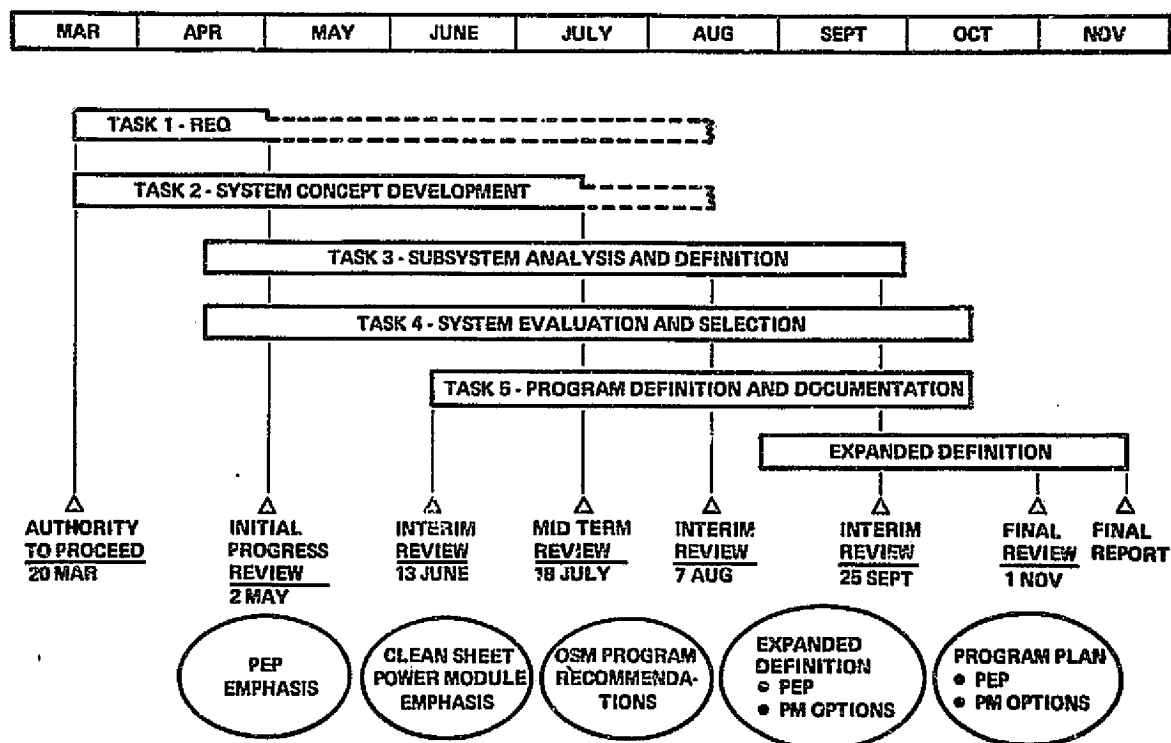 MAR
APR
MAY
JUNE
JULY
AUG
SEPT
OCT
NOV
TASK 1 - REQ
TASK 2 - SYSTEM CONCEPT DEVELOPMENT
TASK 3 - SUBSYSTEM ANALYSIS AND DEFINITION
TASK 4 - SYSTEM EVALUATION AND SELECTION
TASK 5 - PROGRAM DEFINITION AND DOCUMENTATION
EXPANDED DEFINITION
AUTHORITY
TO PROCEED
20 MAR
INITIAL
PROGRESS
REVIEW
2 MAY
INTERIM
REVIEW
13 JUNE
MID TERM
REVIEW
18 JULY
INTERIM
REVIEW
7 AUG
INTERIM
REVIEW
25 SEPT
FINAL
REVIEW
1 NOV
FINAL
REPORT
PEP
EMPHASIS
CLEAN SHEET
POWER MODULE
EMPHASIS
OSM PROGRAM
RECOMMENDA-
TIONS
EXPANDED
DEFINITION
• PEP
• PM OPTIONS
PROGRAM PLAN
• PEP
• PM OPTIONS